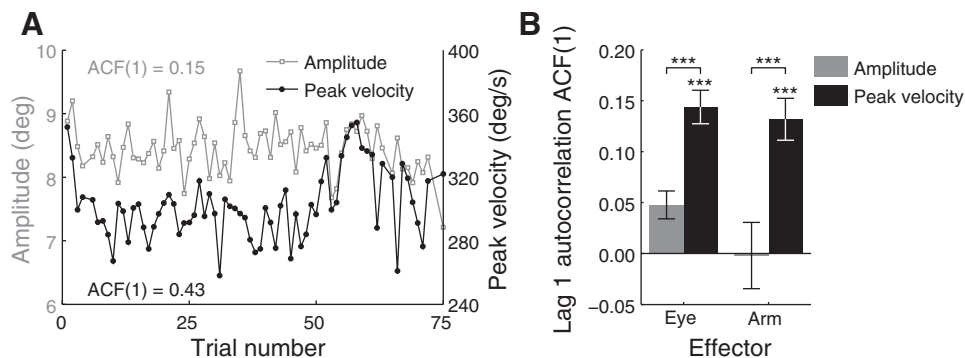 A
B
ACF(1) = 0.15
Amplitude
Peak velocity
ACF(1) = 0.43
10
9
8
7
6
Amplitude (deg)
400
360
320
280
240
Peak velocity (deg/s)
0
25
50
75
Trial number
Lag 1 autocorrelation ACF(1)
0.20
0.15
0.10
0.05
0.00
−0.05
***
***
***
***
Amplitude
Peak velocity
Eye
Arm
Effector